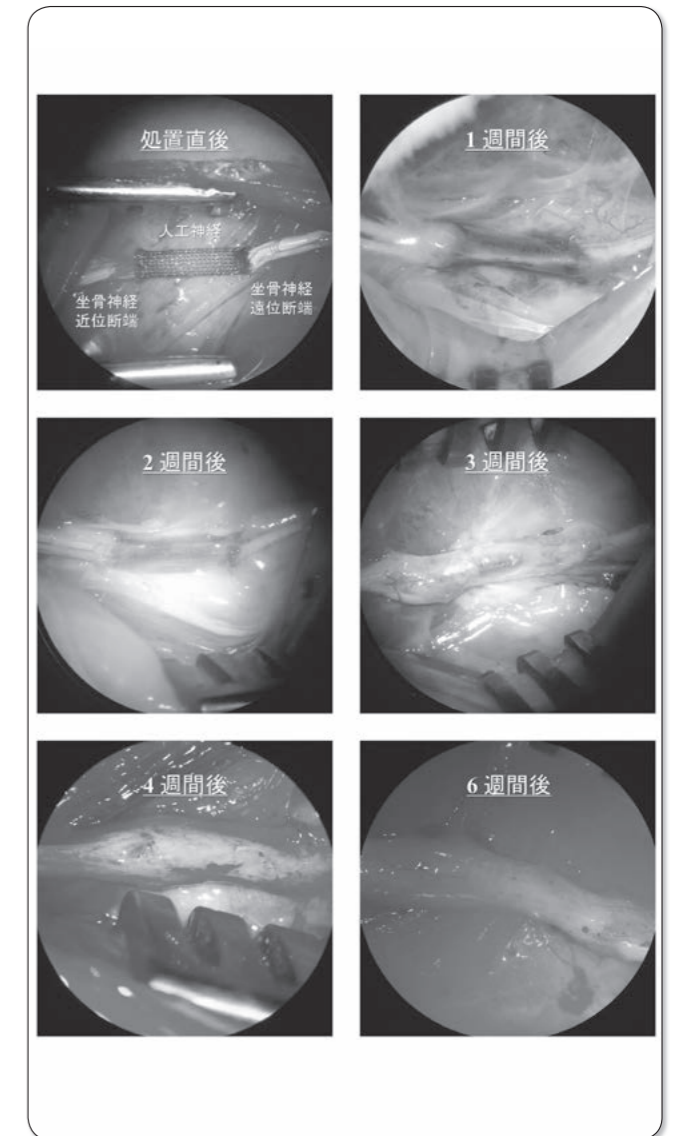 処置直後
人工神経
坐骨神経
近位断端
坐骨神経
遠位断端
1 週間後
2 週間後
3 週間後
4 週間後
6 週間後